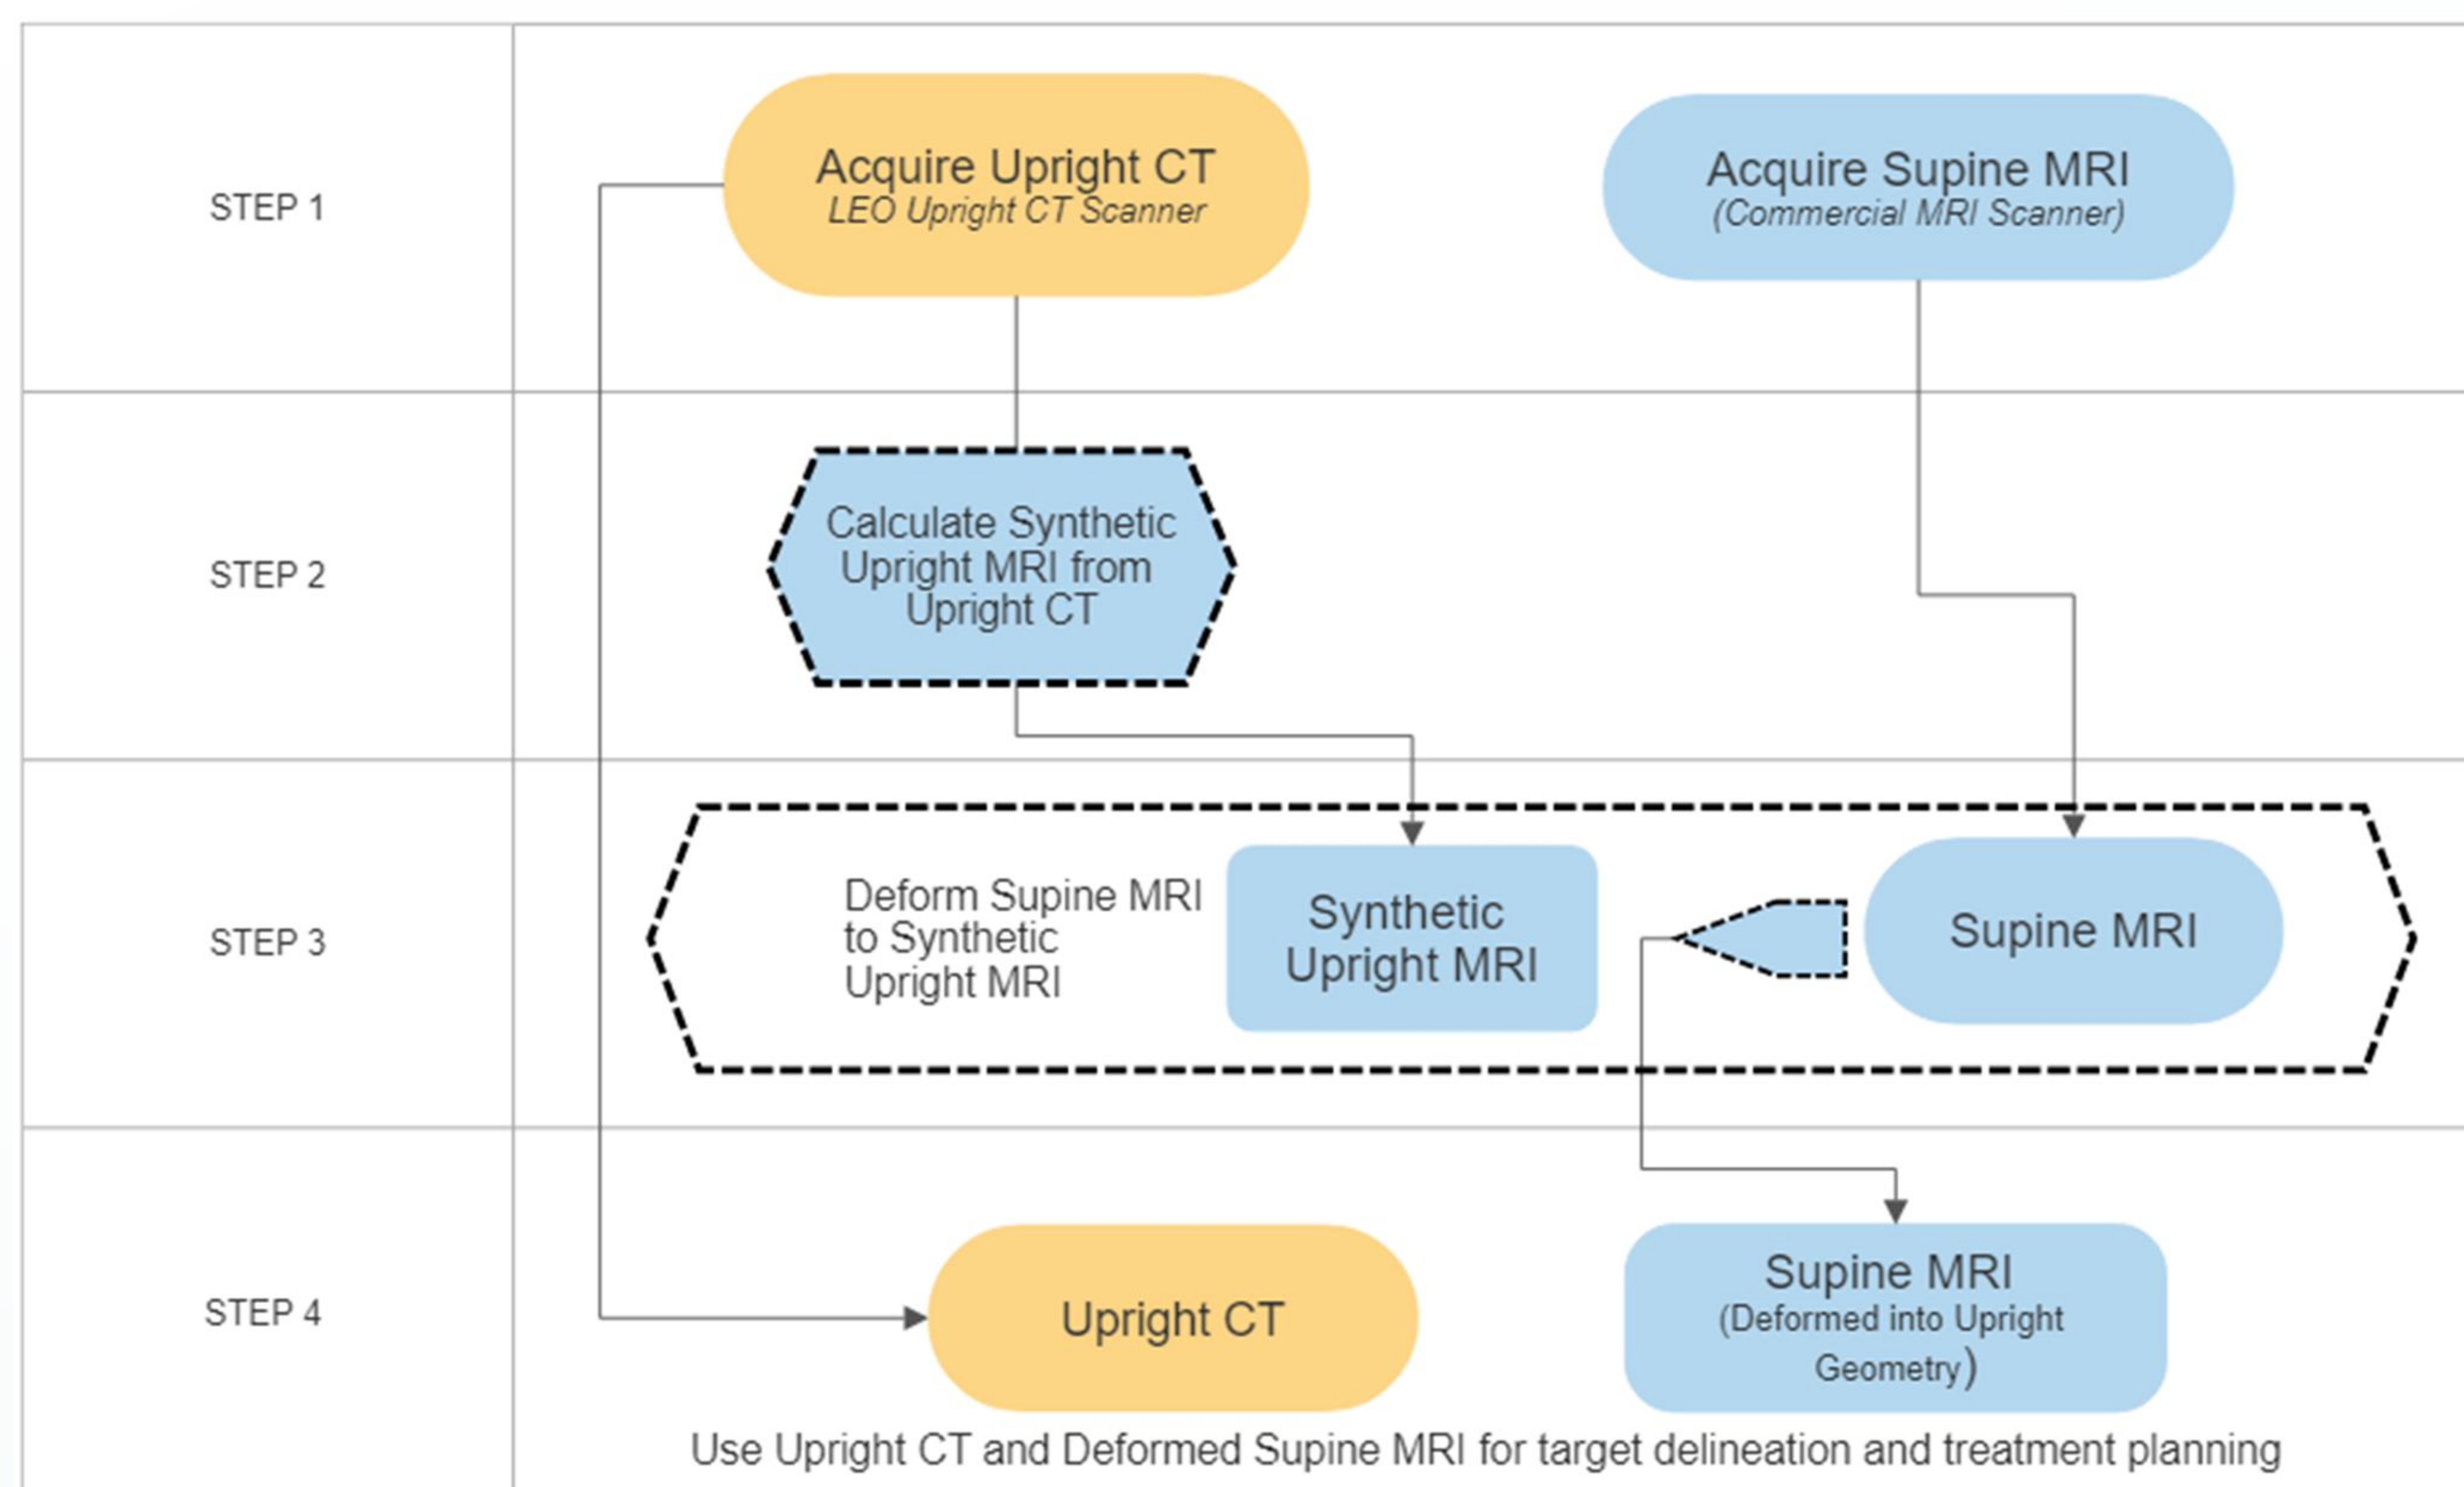 STEP 1
Acquire Upright CT
LEO Upright CT Scanner
Acquire Supine MRI
(Commercial MRI Scanner)
STEP 2
Calculate Synthetic
Upright MRI from
Upright CT
STEP 3
Deform Supine MRI
to Synthetic
Upright MRI
Synthetic
Upright MRI
Supine MRI
STEP 4
Upright CT
Supine MRI
(Deformed into Upright
Geometry)
Use Upright CT and Deformed Supine MRI for target delineation and treatment planning